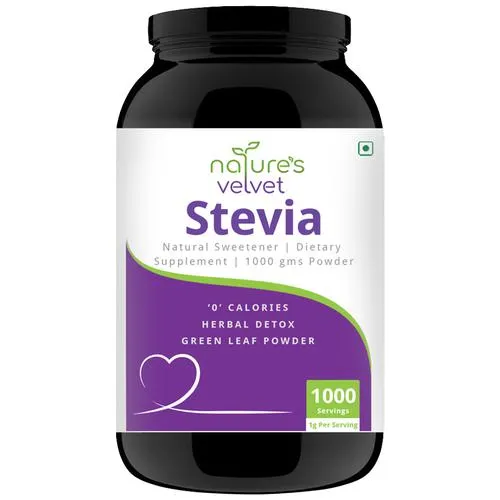 nature's
velvet
Stevia
Natural Sweetener | Dietary
Supplement | 1000 gms Powder
'0' CALORIES
HERBAL DETOX
GREEN LEAF POWDER
1000
Servings
1g Per Serving